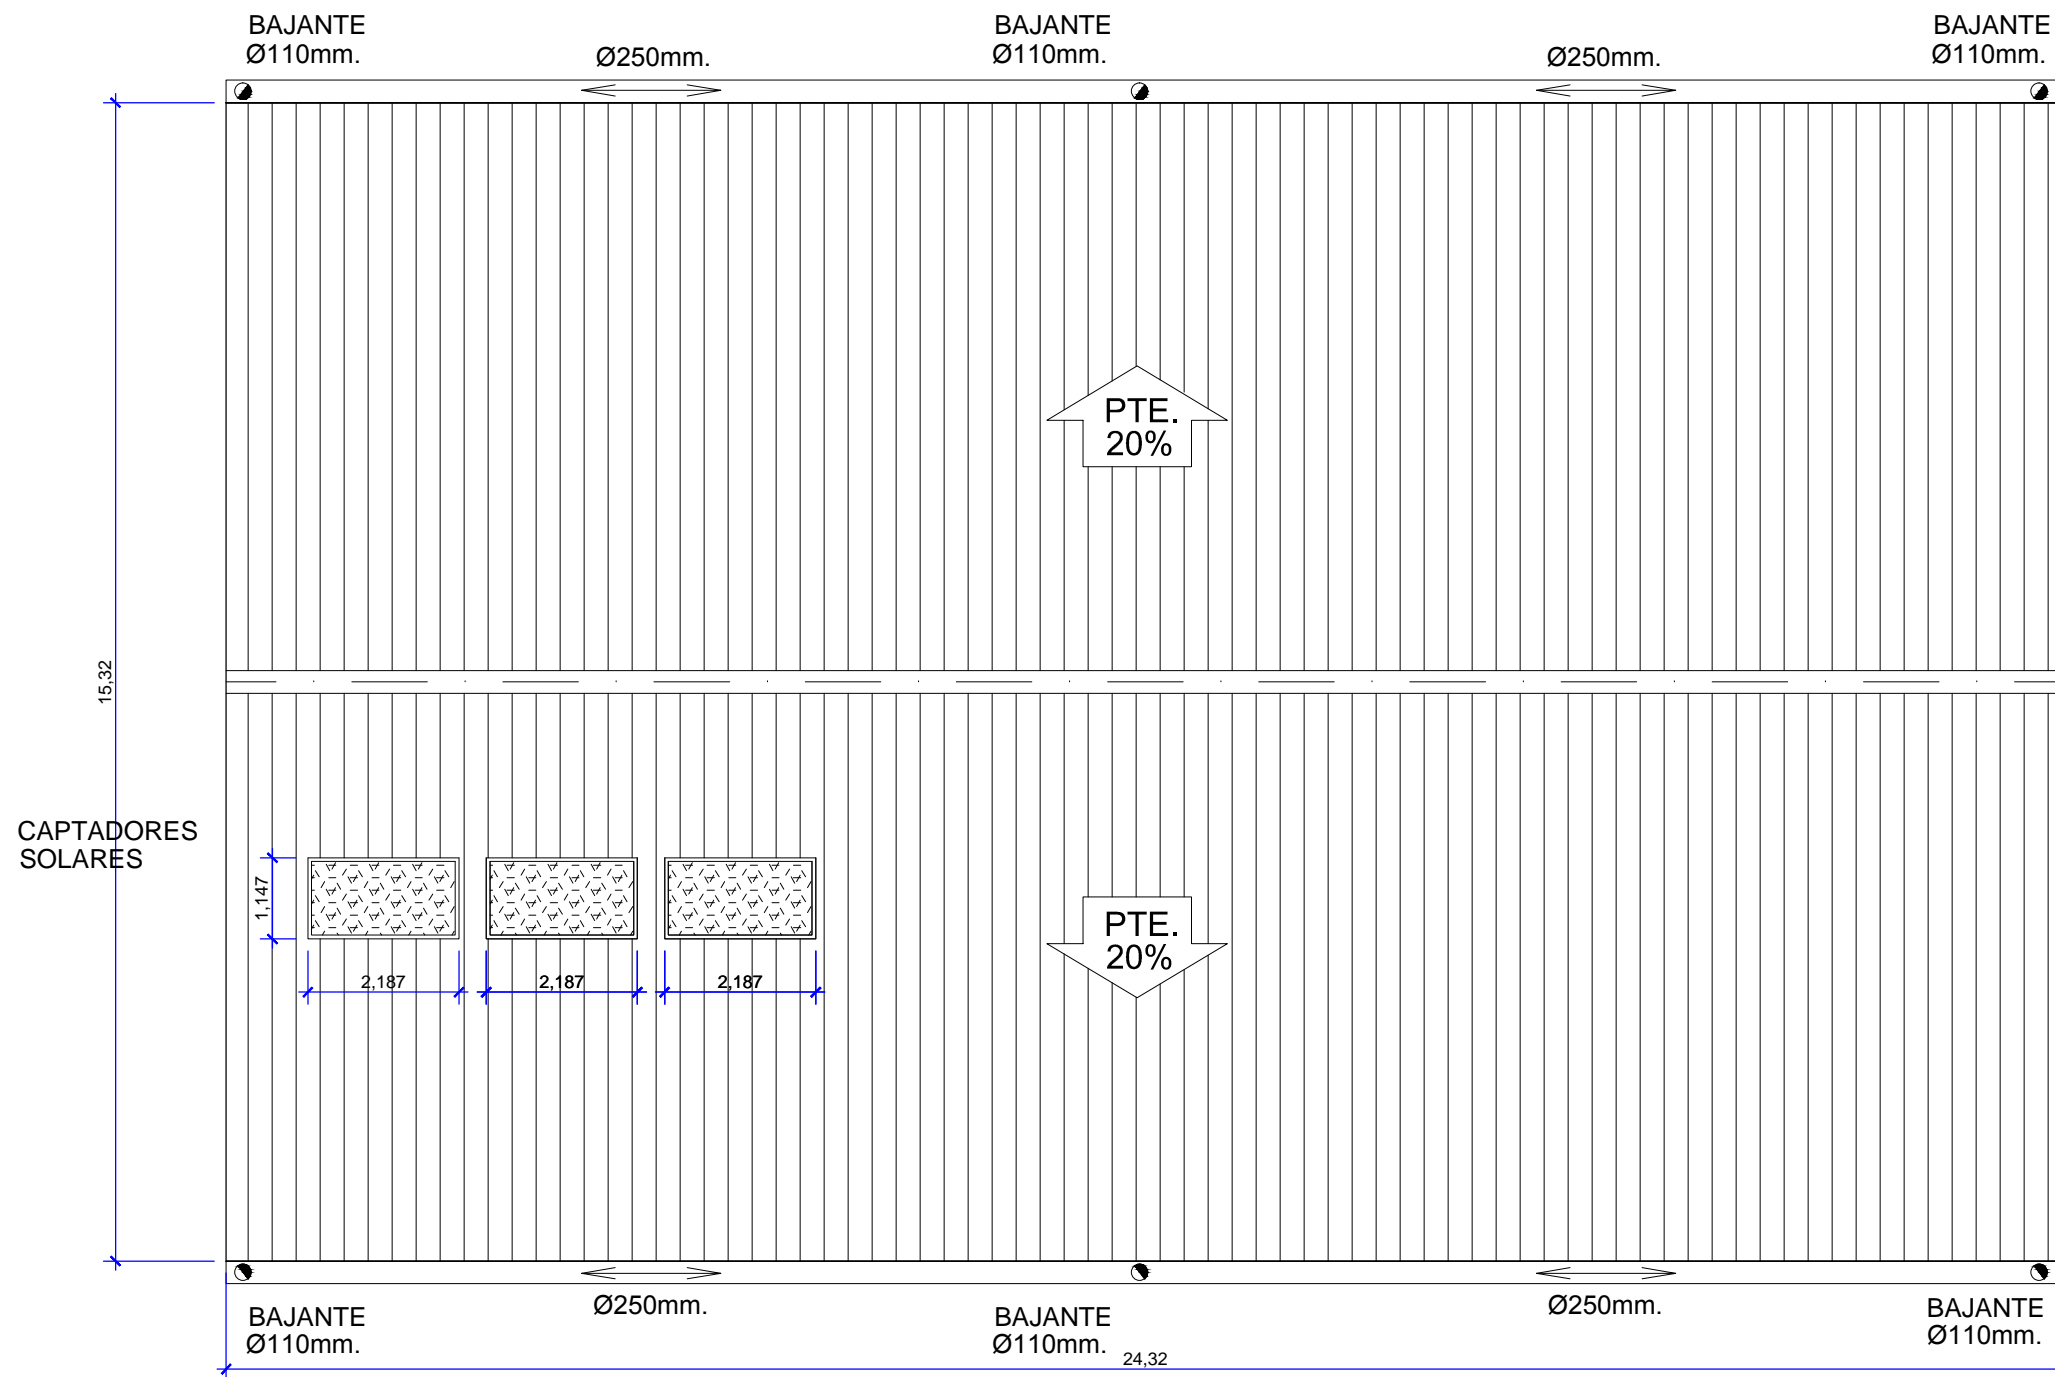 BAJANTE
Ø110mm.
Ø250mm.
BAJANTE
Ø110mm.
Ø250mm.
BAJANTE
Ø110mm.
PTE.
20%
15,32
CAPTADORES
SOLARES
1,147
2,187
2,187
2,187
PTE.
20%
BAJANTE
Ø110mm.
Ø250mm.
BAJANTE
Ø110mm.
24,32
Ø250mm.
BAJANTE
Ø110mm.